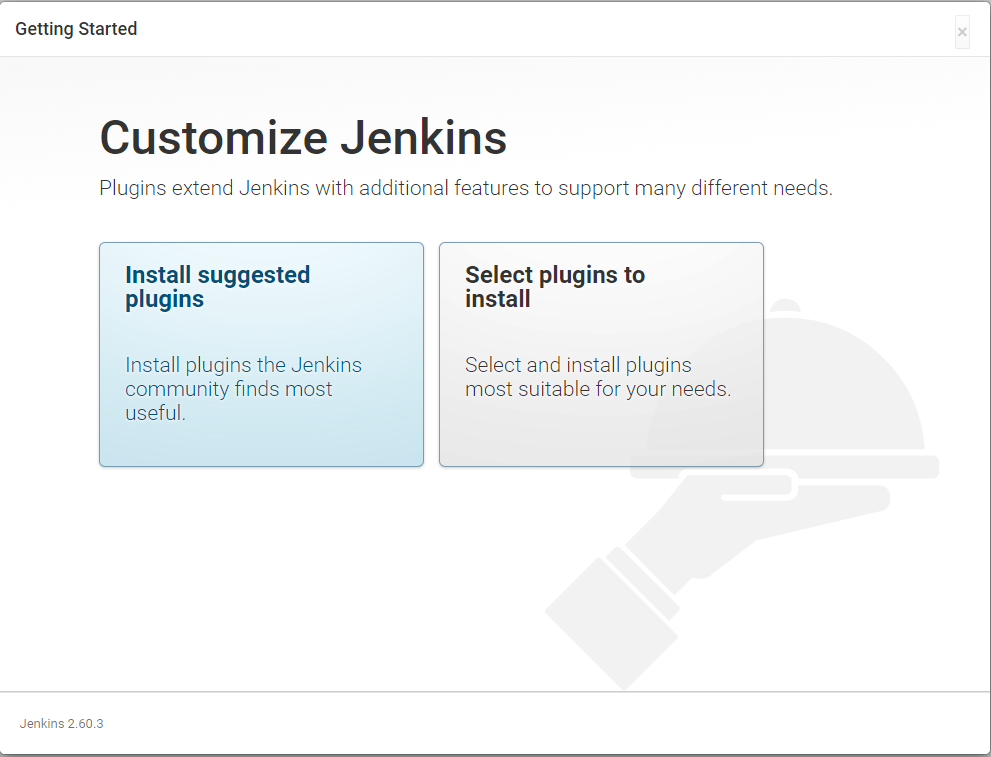 Getting Started
×
Customize Jenkins
Plugins extend Jenkins with additional features to support many different needs.
Install suggested
plugins
Install plugins the Jenkins
community finds most
useful.
Select plugins to
install
Select and install plugins
most suitable for your needs.
Jenkins 2.60.3